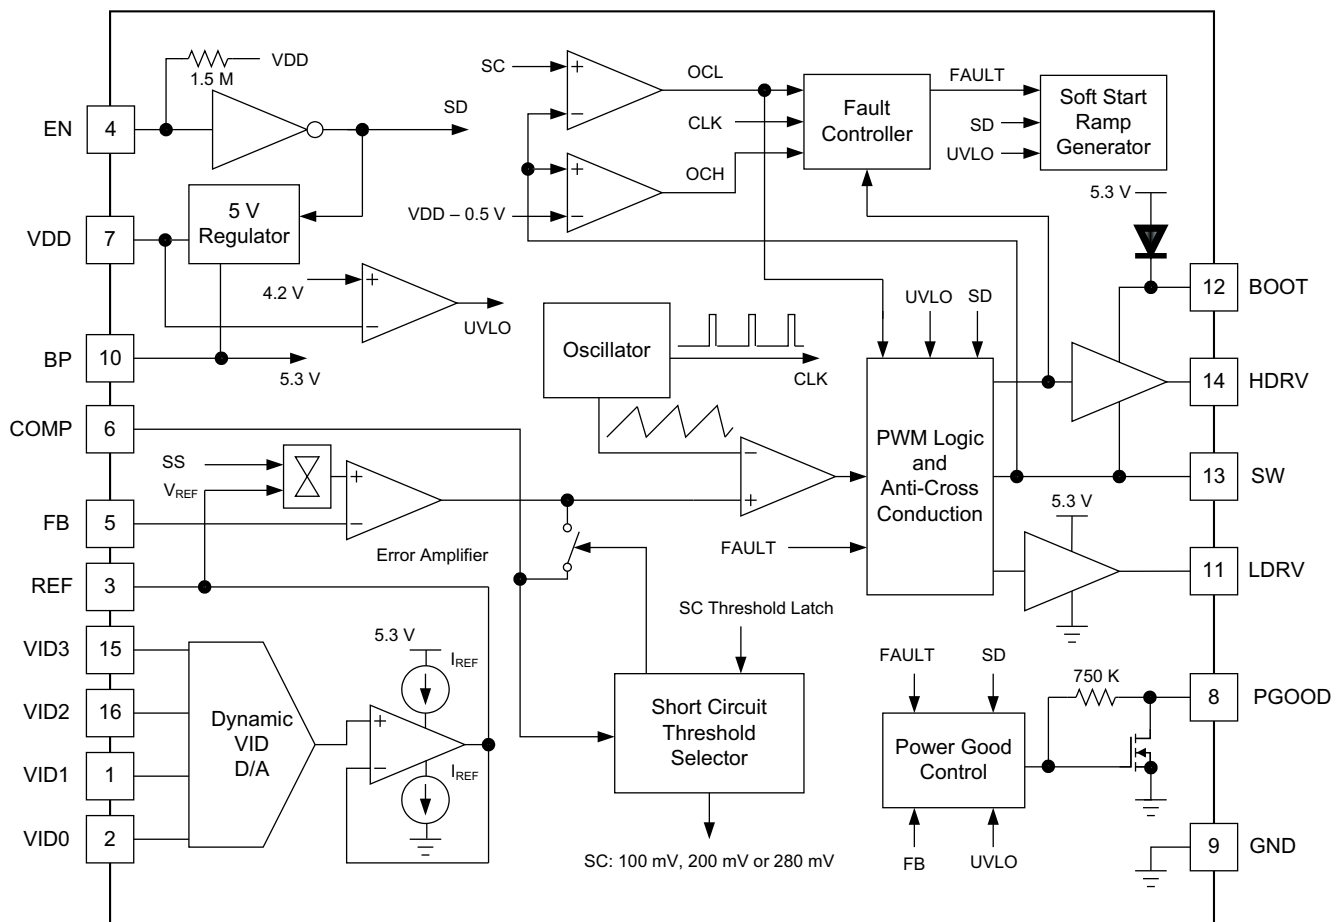 VDD
1.5 M
EN
4
SD
SC
+
−
OCL
CLK
Fault
Controller
FAULT
SD
UVLO
Soft Start
Ramp
Generator
+
−
OCH
VDD – 0.5 V
5 V
Regulator
VDD
7
4.2 V
+
−
UVLO
5.3 V
12
BOOT
BP
10
5.3 V
Oscillator
CLK
UVLO
SD
14
HDRV
COMP
6
SS
VREF
+
−
Error Amplifier
−
+
PWM Logic
and
Anti-Cross
Conduction
FAULT
13
SW
FB
5
5.3 V
11
LDRV
REF
3
VID3
15
VID2
16
VID1
1
VID0
2
Dynamic
VID
D/A
5.3 V
IREF
+
−
IREF
SC Threshold Latch
Short Circuit
Threshold
Selector
SC: 100 mV, 200 mV or 280 mV
FAULT
SD
Power Good
Control
FB
UVLO
750 K
8
PGOOD
9
GND